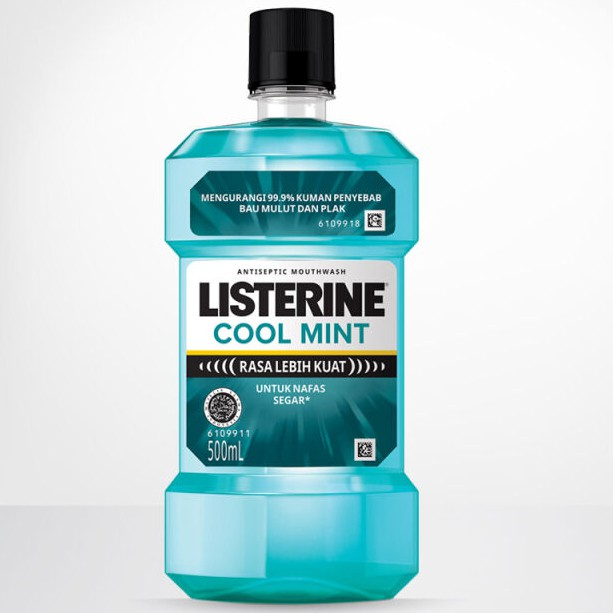 MENGURANGI 99.9% KUMAN PENYEBAB
BAU MULUT DAN PLAK
6109918
ANTISEPTIC MOUTHWASH
LISTERINE®
COOL MINT
RASA LEBIH KUAT
UNTUK NAFAS
SEGAR*
6109911
500mL